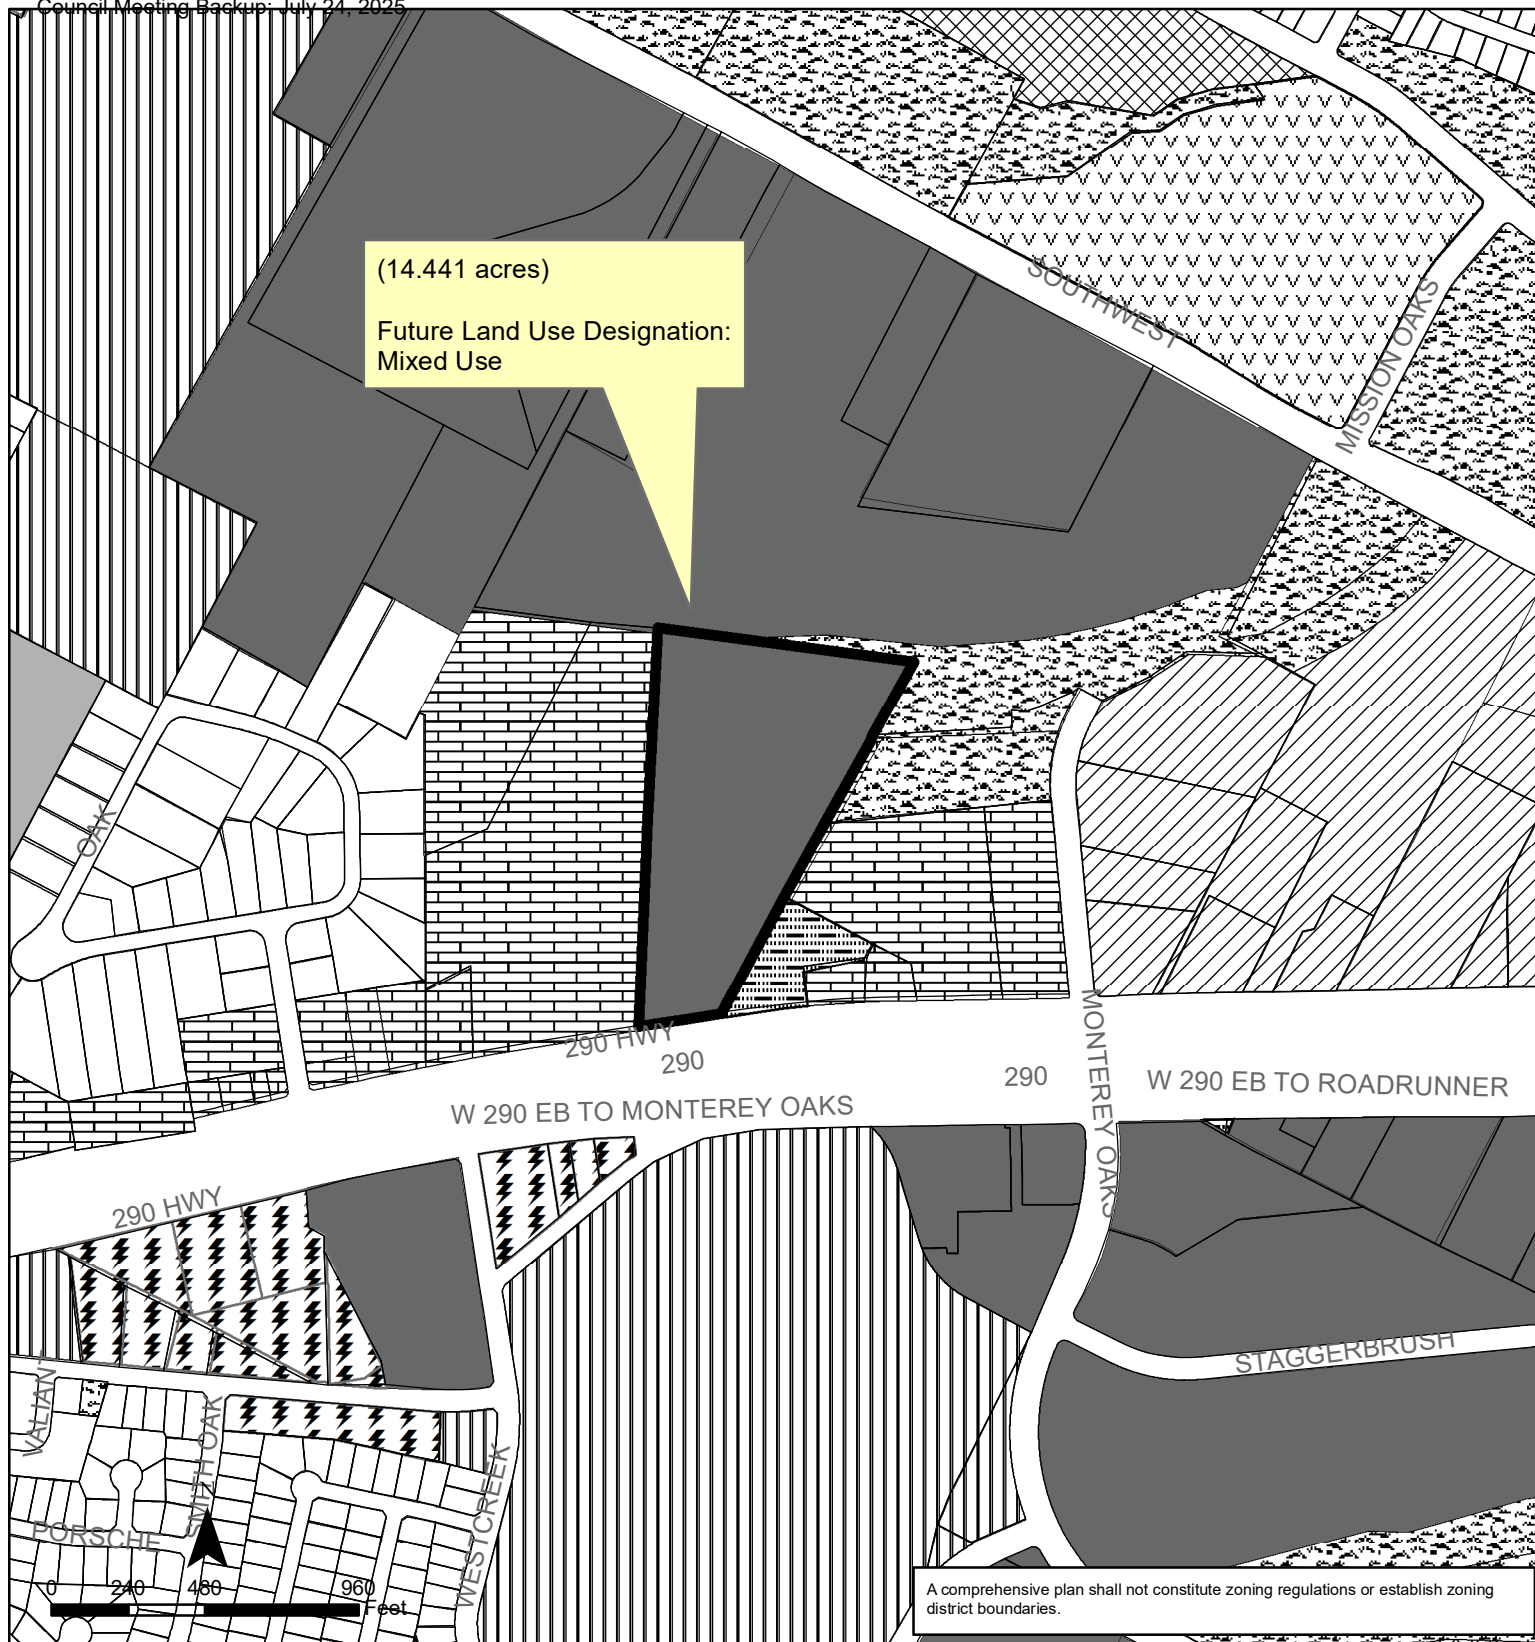 Council Meeting Backup: July 24, 2025
(14.441 acres)
Future Land Use Designation:
Mixed Use
SOUTHWEST
MISSION OAKS
OAK
290 HWY
290
290
MONTEREY OAKS
W 290 EB TO ROADRUNNER
W 290 EB TO MONTEREY OAKS
290 HWY
STAGGERBRUSH
VALIANT
SMITH OAK
WESTCREEK
PORSCHE
0 240 480 960
Feet
A comprehensive plan shall not constitute zoning regulations or establish zoning
district boundaries.